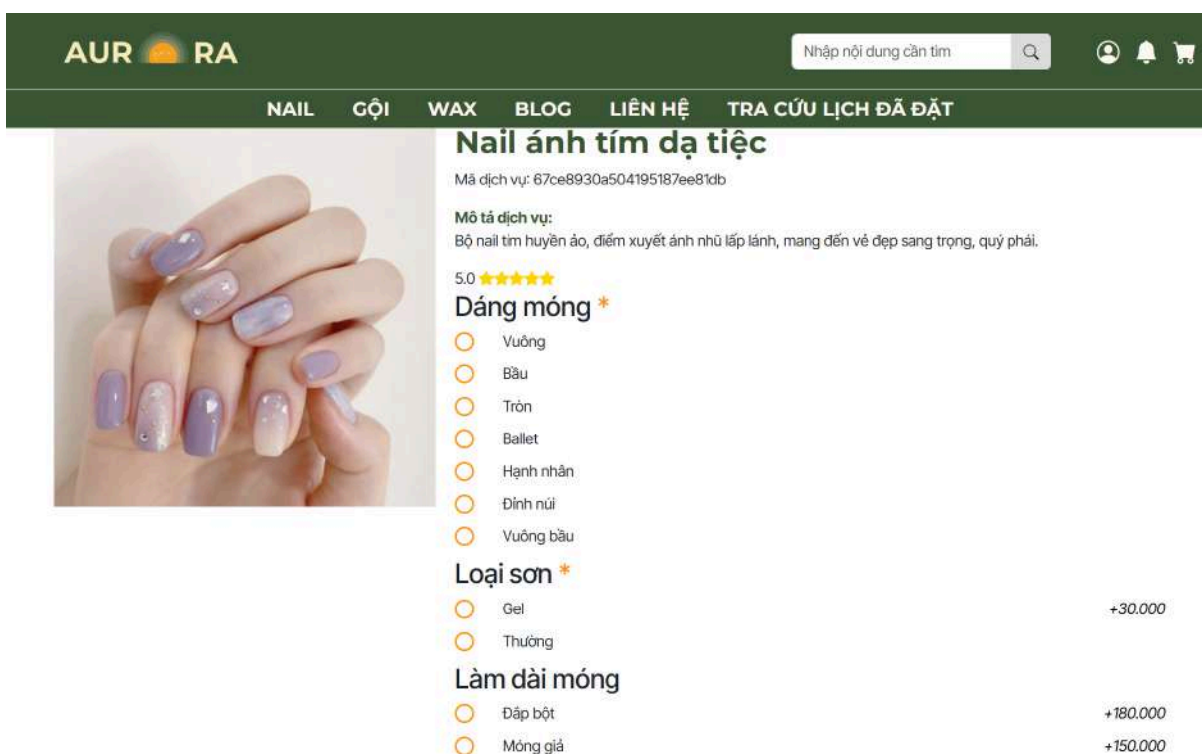 AURORA
Nhập nội dung cần tìm
NAIL GỘI WAX BLOG LIÊN HỆ TRA CỨU LỊCH ĐÃ ĐẶT
Nail ánh tím dạ tiệc
Mã dịch vụ: 67ce8930a504195187ee81db
Mô tả dịch vụ:
Bộ nail tím huyền ảo, điểm xuyết ánh nhũ lấp lánh, mang đến vẻ đẹp sang trọng, quý phái.
5.0
Dáng móng *
Vuông
Bầu
Tròn
Ballet
Hạnh nhân
Đỉnh núi
Vuông bầu
Loại sơn *
Gel +30.000
Thường
Làm dài móng
Đắp bột +180.000
Móng giả +150.000